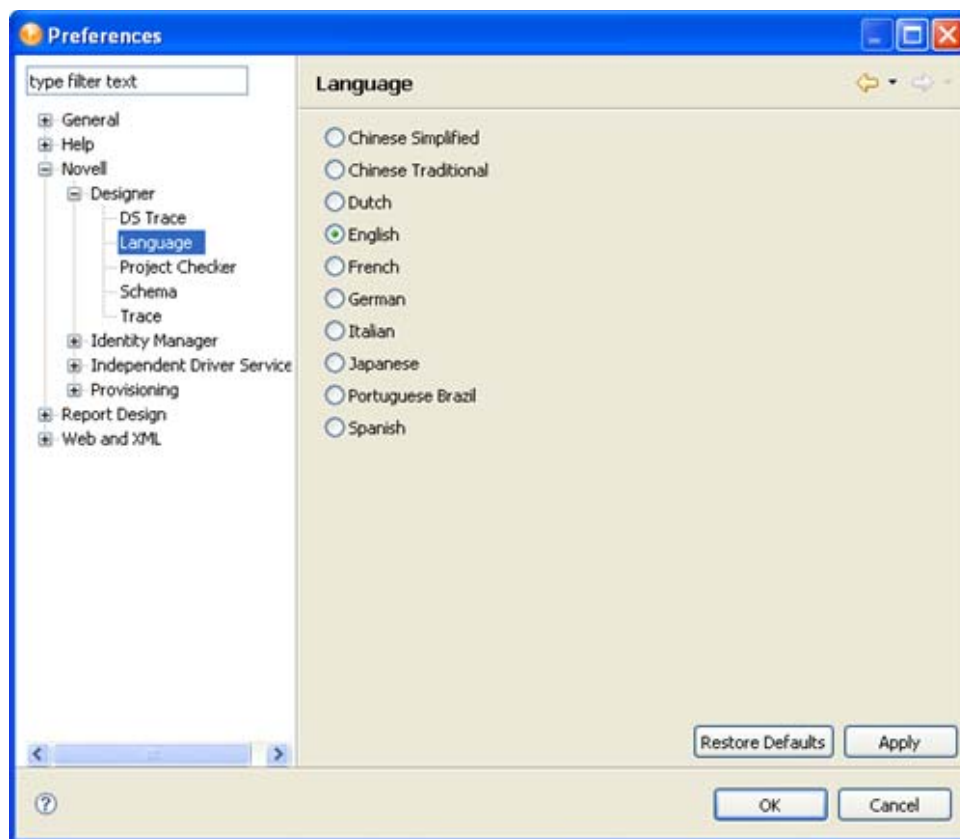 Preferences
type filter text
General
Help
Novell
Designer
DS Trace
Language
Project Checker
Schema
Trace
Identity Manager
Independent Driver Service
Provisioning
Report Design
Web and XML
Language
Chinese Simplified
Chinese Traditional
Dutch
English
French
German
Italian
Japanese
Portuguese Brazil
Spanish
Restore Defaults
Apply
?
OK
Cancel